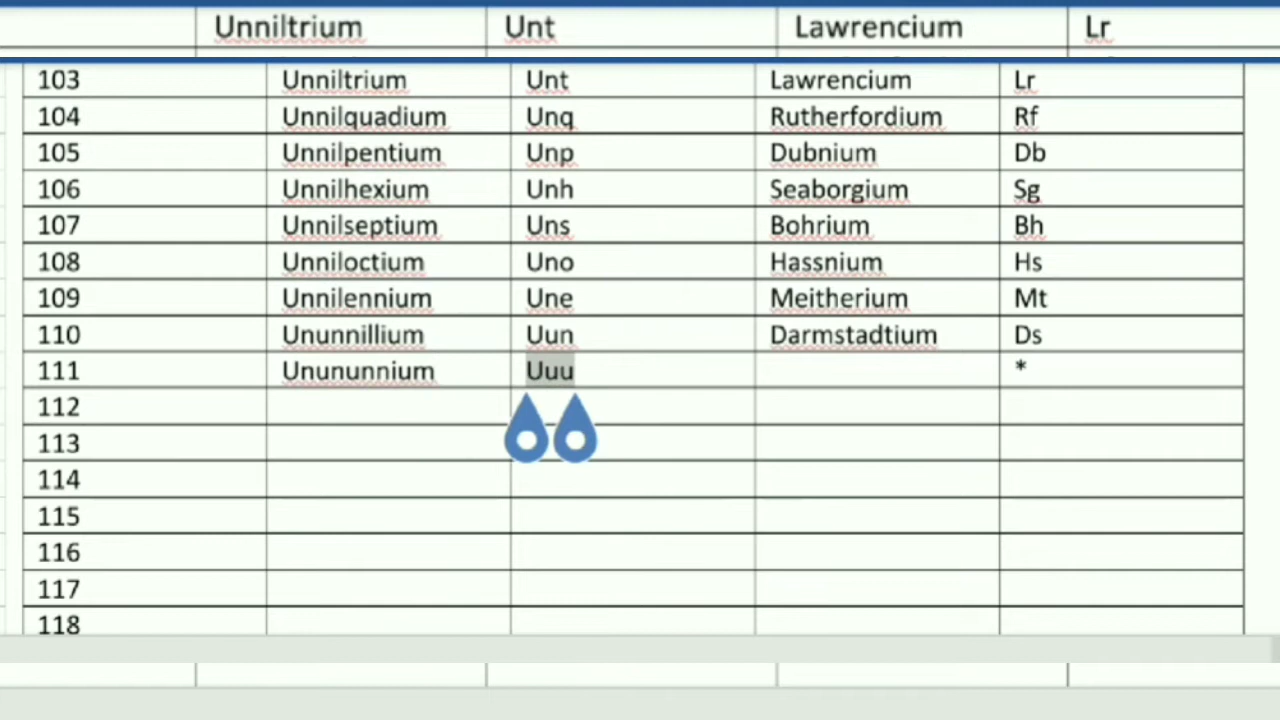 Unniltrium Unt Lawrencium Lr
103 Unniltrium Unt Lawrencium Lr
104 Unnilquadium Unq Rutherfordium Rf
105 Unnilpentium Unp Dubnium Db
106 Unnilhexium Unh Seaborgium Sg
107 Unnilseptium Uns Bohrium Bh
108 Unniloctium Uno Hassnium Hs
109 Unnilennium Une Meitherium Mt
110 Ununnillium Uun Darmstadtium Ds
111 Unununnium Uuu *
112
113
114
115
116
117
118